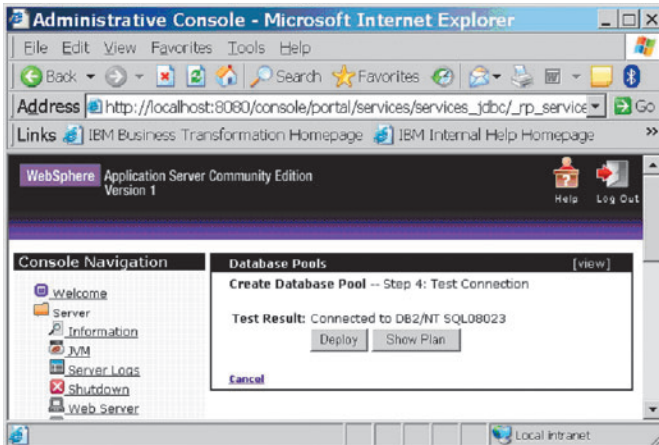 Administrative Console - Microsoft Internet Explorer
File Edit View Favorites Tools Help
Back Search Favorites
Address http://localhost:8080/console/portal/services/services_jdbc/_rp_service Go
Links IBM Business Transformation Homepage IBM Internal Help Homepage »
WebSphere Application Server Community Edition
Version 1
Help Log Out
Console Navigation
Welcome
Server
Information
JVM
Server Logs
Shutdown
Web Server
Database Pools [view]
Create Database Pool -- Step 4: Test Connection
Test Result: Connected to DB2/NT SQL08023
Deploy Show Plan
Cancel
Local intranet